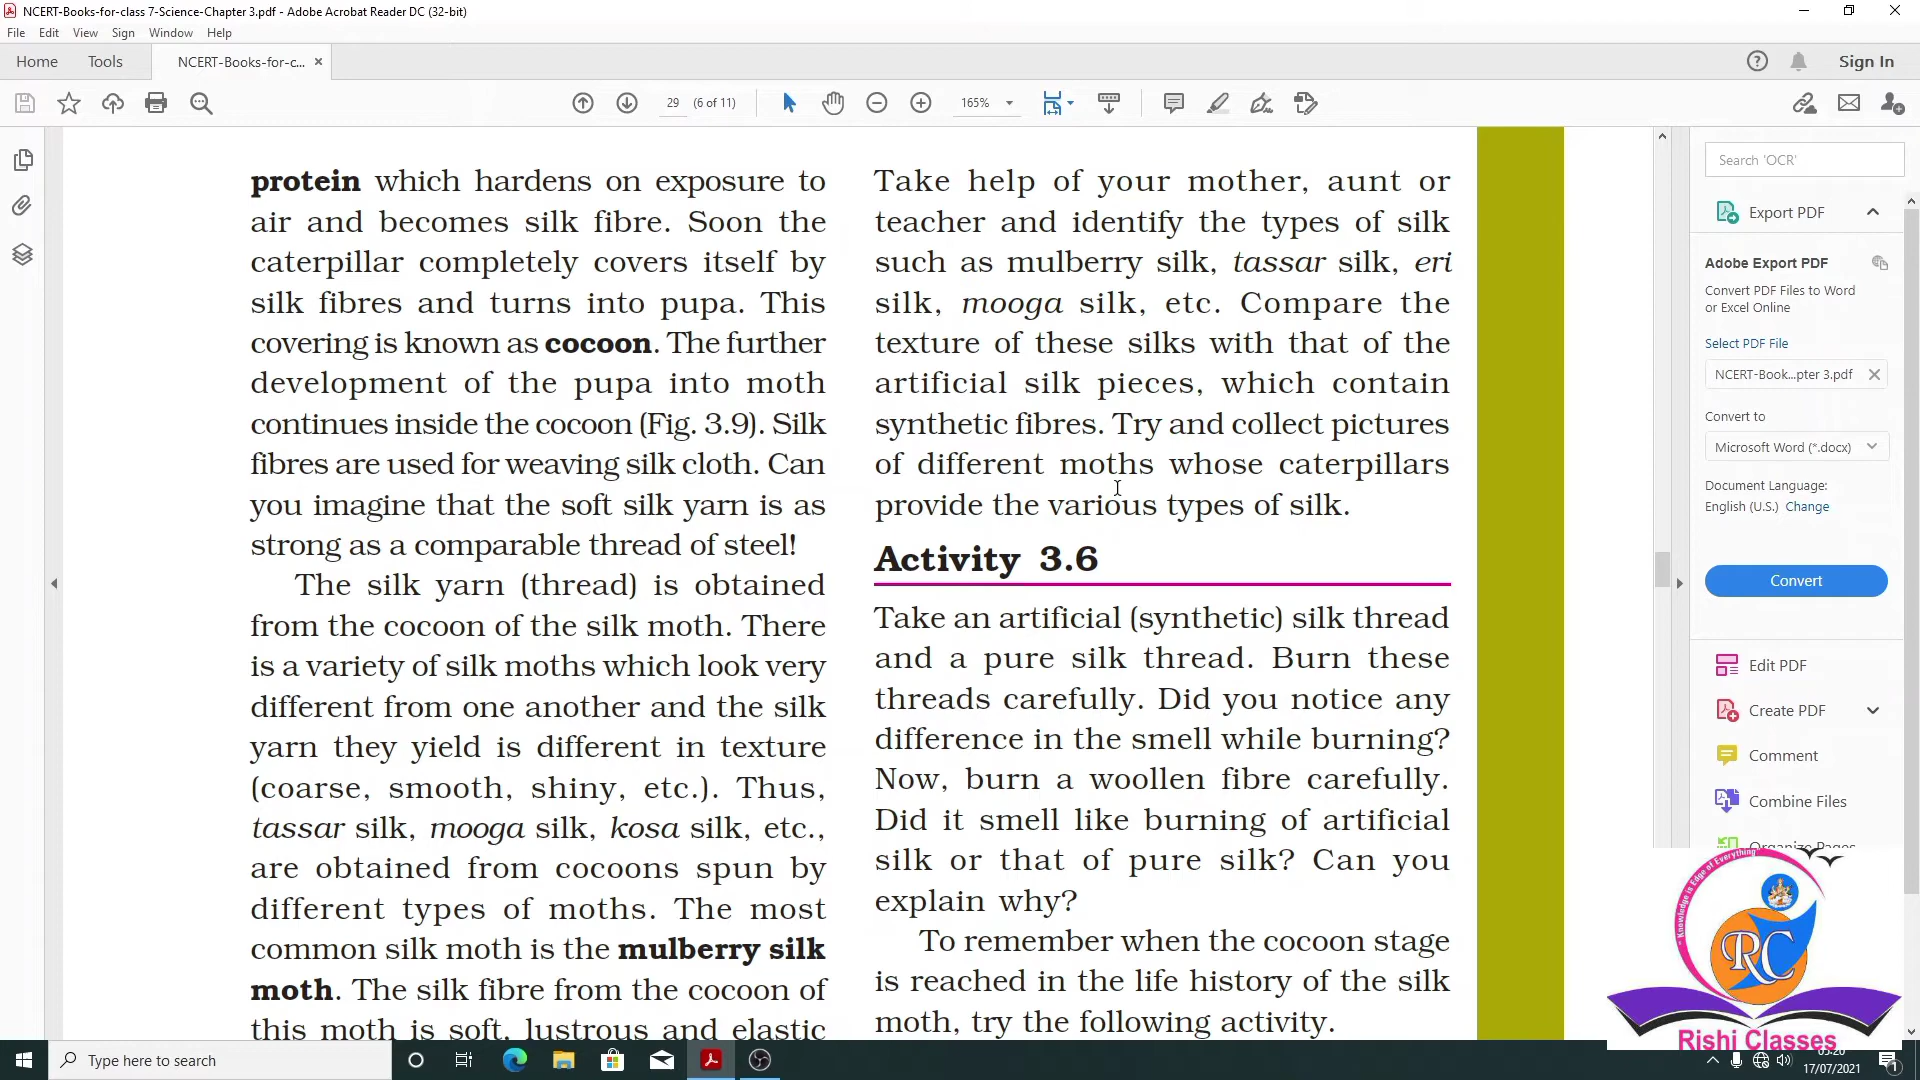 NCERT-Books-for-class 7-Science-Chapter 3.pdf - Adobe Acrobat Reader DC (32-bit)
File Edit View Sign Window Help
Home Tools NCERT-Books-for-c... × Sign In
29 (6 of 11) 165%
protein which hardens on exposure to
air and becomes silk fibre. Soon the
caterpillar completely covers itself by
silk fibres and turns into pupa. This
covering is known as cocoon. The further
development of the pupa into moth
continues inside the cocoon (Fig. 3.9). Silk
fibres are used for weaving silk cloth. Can
you imagine that the soft silk yarn is as
strong as a comparable thread of steel!
The silk yarn (thread) is obtained
from the cocoon of the silk moth. There
is a variety of silk moths which look very
different from one another and the silk
yarn they yield is different in texture
(coarse, smooth, shiny, etc.). Thus,
tassar silk, mooga silk, kosa silk, etc.,
are obtained from cocoons spun by
different types of moths. The most
common silk moth is the mulberry silk
moth. The silk fibre from the cocoon of
this moth is soft, lustrous and elastic
Take help of your mother, aunt or
teacher and identify the types of silk
such as mulberry silk, tassar silk, eri
silk, mooga silk, etc. Compare the
texture of these silks with that of the
artificial silk pieces, which contain
synthetic fibres. Try and collect pictures
of different moths whose caterpillars
provide the various types of silk.
Activity 3.6
Take an artificial (synthetic) silk thread
and a pure silk thread. Burn these
threads carefully. Did you notice any
difference in the smell while burning?
Now, burn a woollen fibre carefully.
Did it smell like burning of artificial
silk or that of pure silk? Can you
explain why?
To remember when the cocoon stage
is reached in the life history of the silk
moth, try the following activity.
Search 'OCR'
Export PDF
Adobe Export PDF
Convert PDF Files to Word
or Excel Online
Select PDF File
NCERT-Book...pter 3.pdf
Convert to
Microsoft Word (*.docx)
Document Language:
English (U.S.) Change
Convert
Edit PDF
Create PDF
Comment
Combine Files
Organize Pages
" Knowledge is Edge of Everything"
RC
Rishi Classes
Type here to search
05:20
17/07/2021
1